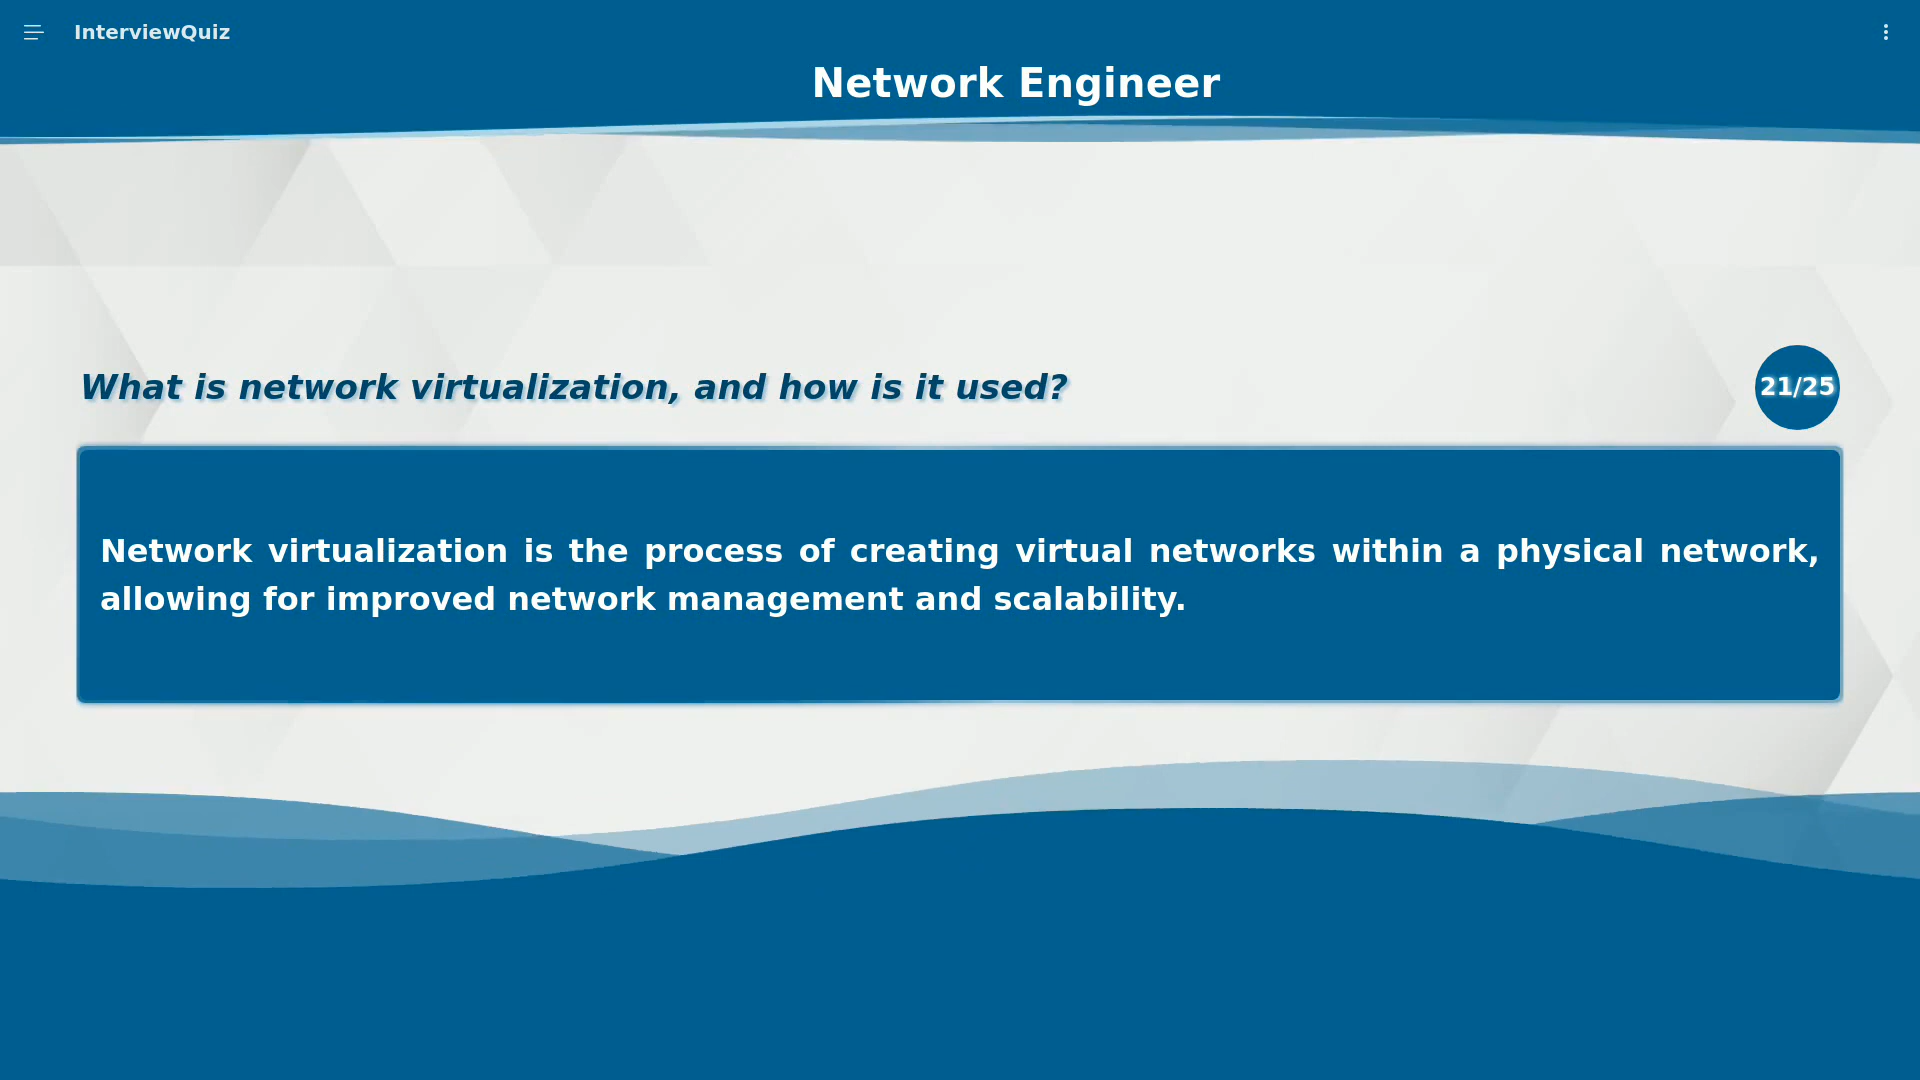 InterviewQuiz
Network Engineer
What is network virtualization, and how is it used?
21/25
Network virtualization is the process of creating virtual networks within a physical network,
allowing for improved network management and scalability.